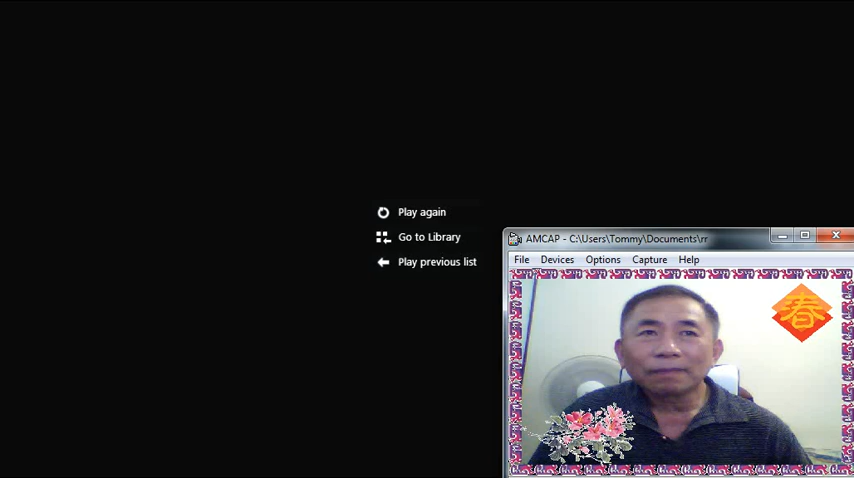 Play again
Go to Library
Play previous list
AMCAP - C:\Users\Tommy\Documents\rr
File Devices Options Capture Help
春